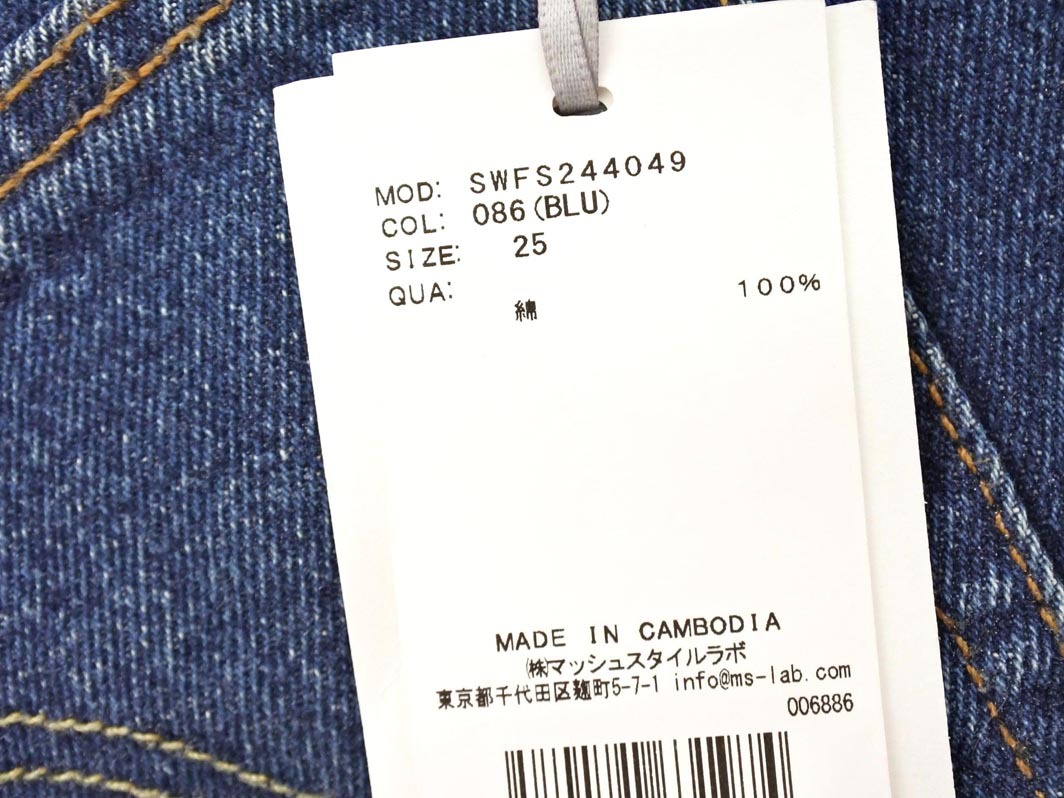 MOD: SWFS244049
COL: 086(BLU)
SIZE: 25
QUA:
綿 100%
MADE IN CAMBODIA
㈱マッシュスタイルラボ
東京都千代田区麹町5-7-1 info@ms-lab.com
006886